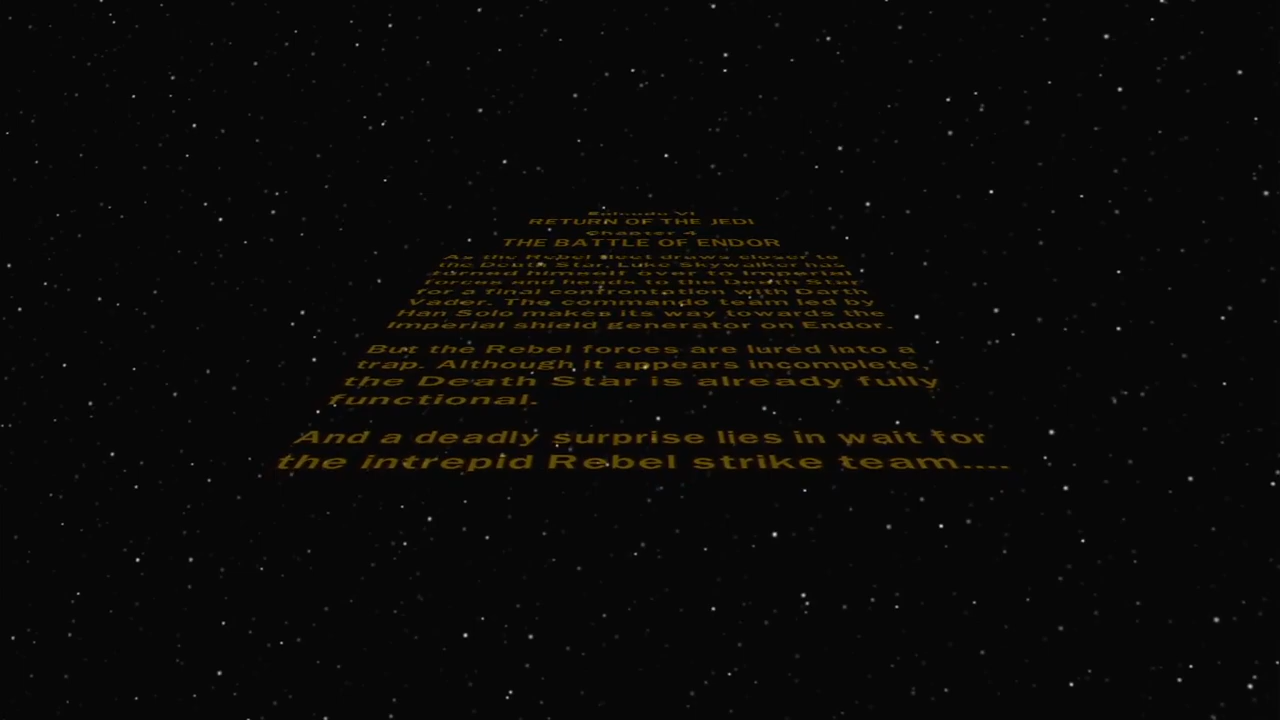 Episode VI
RETURN OF THE JEDI
Chapter 4
THE BATTLE OF ENDOR
As the Rebel fleet draws closer to
the Death Star, Luke Skywalker has
turned himself over to Imperial
forces and heads to the Death Star
for a final confrontation with Darth
Vader. The commando team led by
Han Solo makes its way towards the
Imperial shield generator on Endor.
But the Rebel forces are lured into a
trap. Although it appears incomplete,
the Death Star is already fully
functional.
And a deadly surprise lies in wait for
the intrepid Rebel strike team....